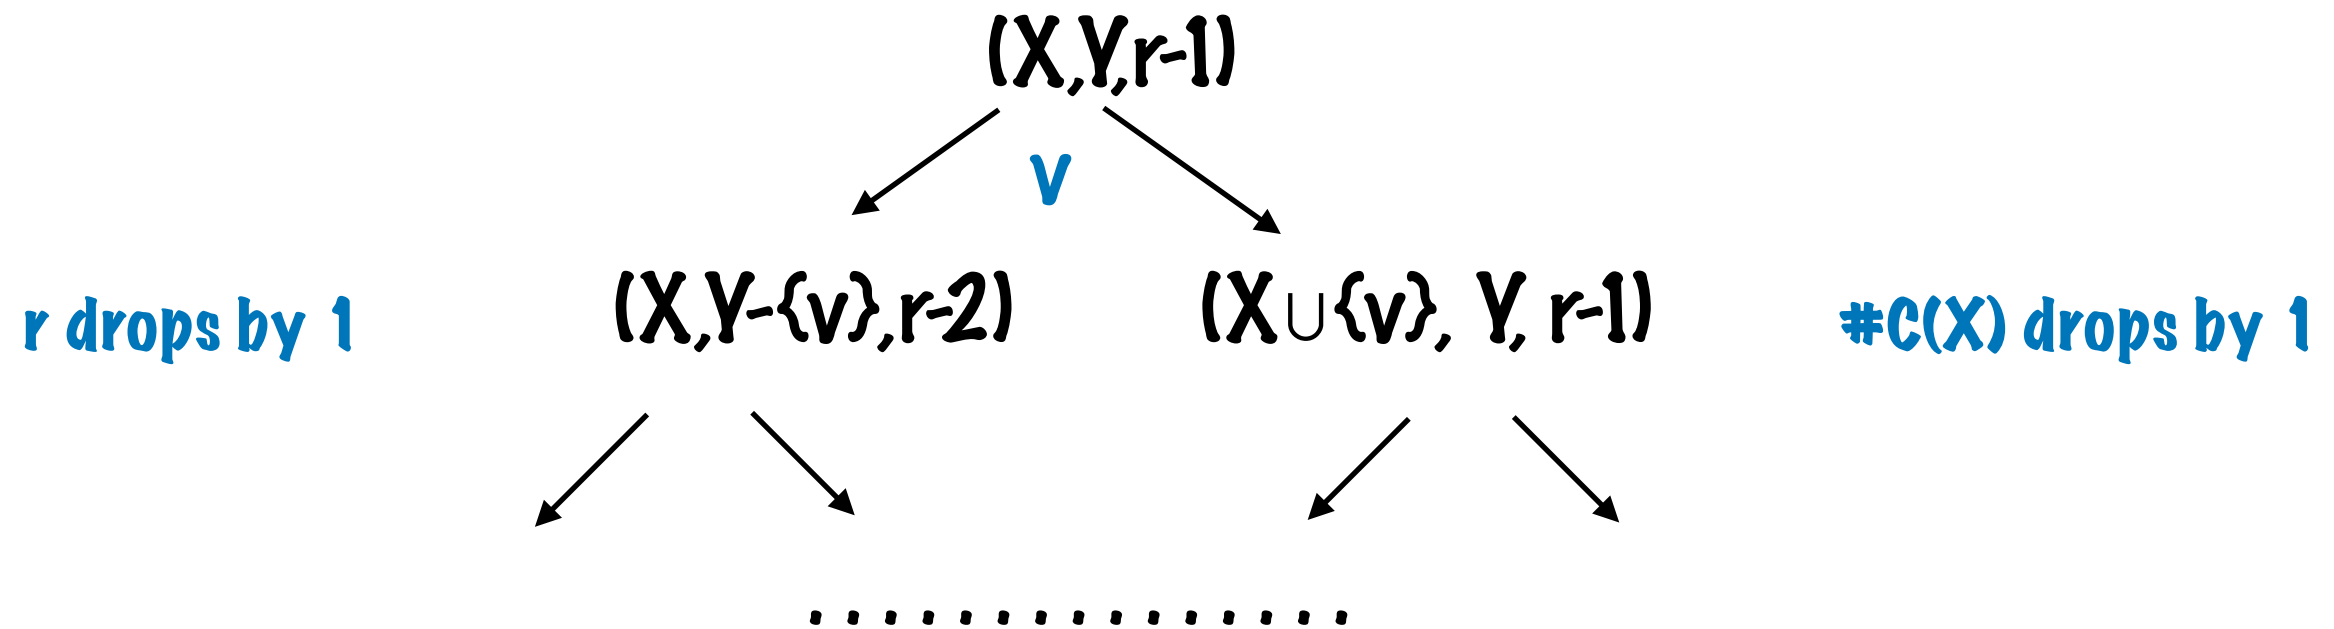 (X,Y,r-1)
v
r drops by 1 (X,Y-{v},r-2) (X∪{v}, Y, r-1) #C(X) drops by 1
...............